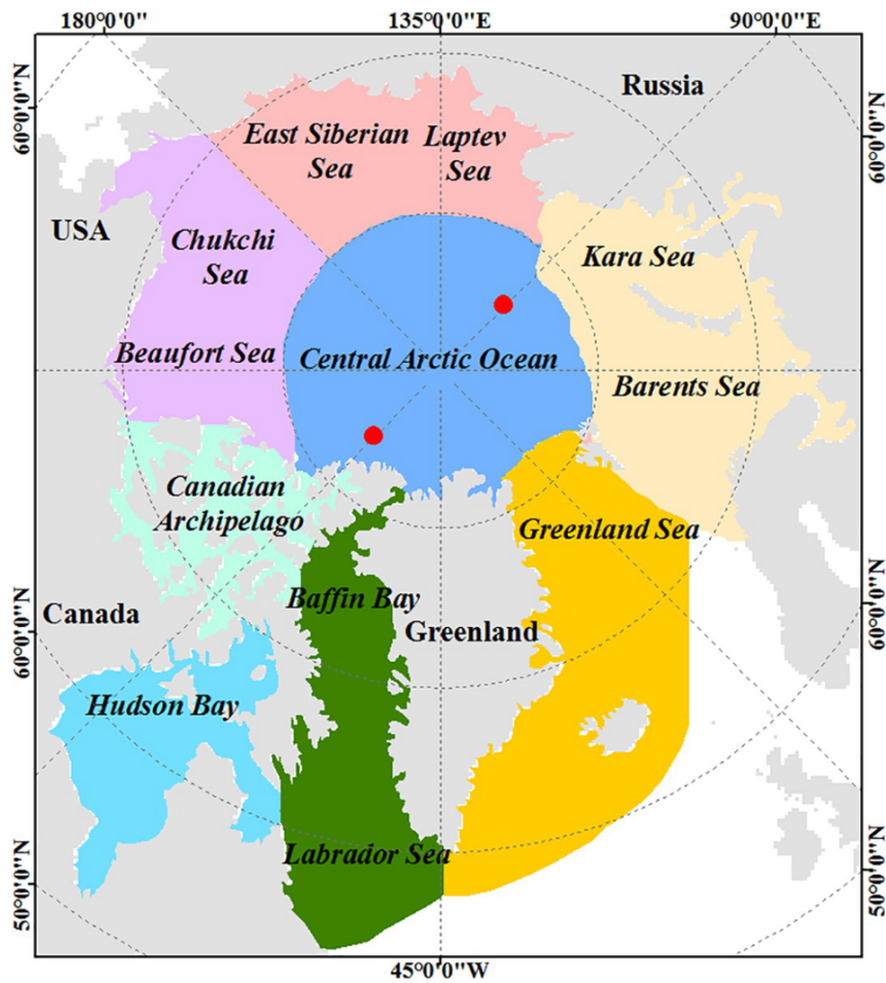 180°0'0"
135°0'0"E
90°0'0"E
60°0'0"N
60°0'0"N
Russia
East Siberian
Sea
Laptev
Sea
USA
Chukchi
Sea
Kara Sea
Beaufort Sea
Central Arctic Ocean
Barents Sea
Canadian
Archipelago
Greenland Sea
Baffin Bay
Canada
Greenland
60°0'0"N
60°0'0"N
Hudson Bay
Labrador Sea
50°0'0"N
50°0'0"N
45°0'0"W